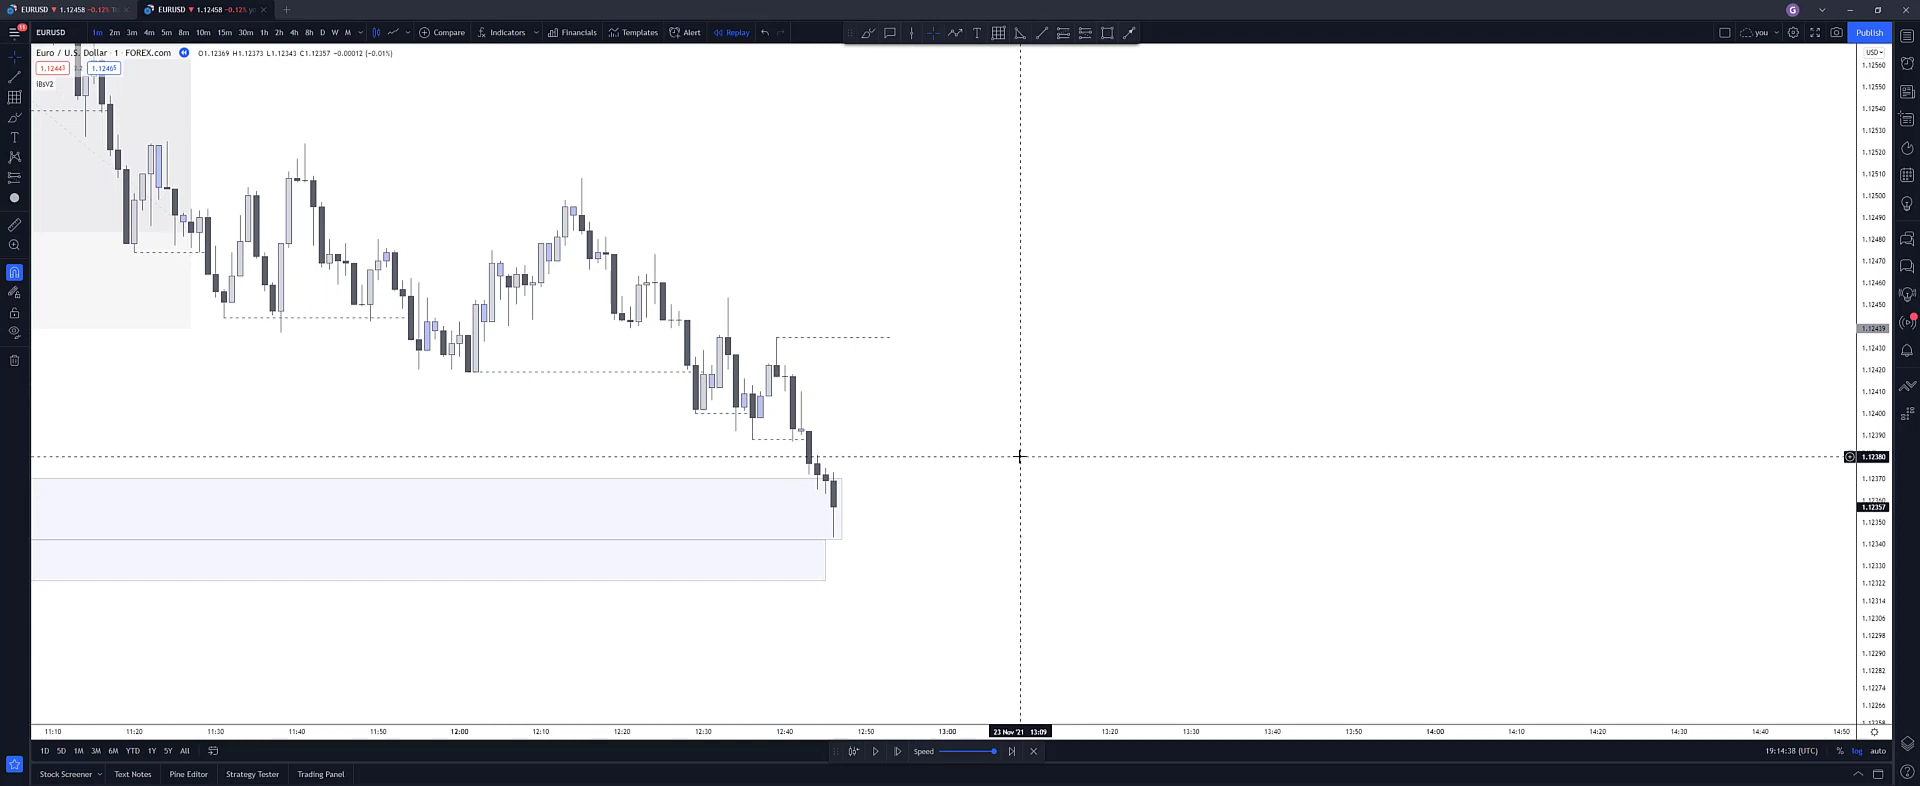 EURUSD ▼ 1.12458 −0.12%
EURUSD ▼ 1.12458 −0.12%
11
EURUSD
1m 2m 3m 4m 5m 8m 10m 15m 30m 1h 2h 4h 8h D W M
Compare Indicators Financials Templates Alert Replay
you
Publish
G
Euro / U.S. Dollar · 1 · FOREX.com
O1.12369 H1.12373 L1.12343 C1.12357 −0.00012 (−0.01%)
1.12443 2.2 1.12465
IBsV2
USD
1.12560
1.12550
1.12540
1.12530
1.12520
1.12510
1.12500
1.12490
1.12480
1.12470
1.12460
1.12450
1.12439
1.12430
1.12420
1.12410
1.12400
1.12390
1.12380
1.12370
1.12360
1.12357
1.12350
1.12340
1.12330
1.12322
1.12314
1.12306
1.12298
1.12290
1.12282
1.12274
1.12266
1.12258
11:10 11:20 11:30 11:40 11:50 12:00 12:10 12:20 12:30 12:40 12:50 13:00 23 Nov '21 13:09 13:20 13:30 13:40 13:50 14:00 14:10 14:20 14:30 14:40 14:50
1D 5D 1M 3M 6M YTD 1Y 5Y All
Speed
19:14:38 (UTC) % log auto
Stock Screener Text Notes Pine Editor Strategy Tester Trading Panel